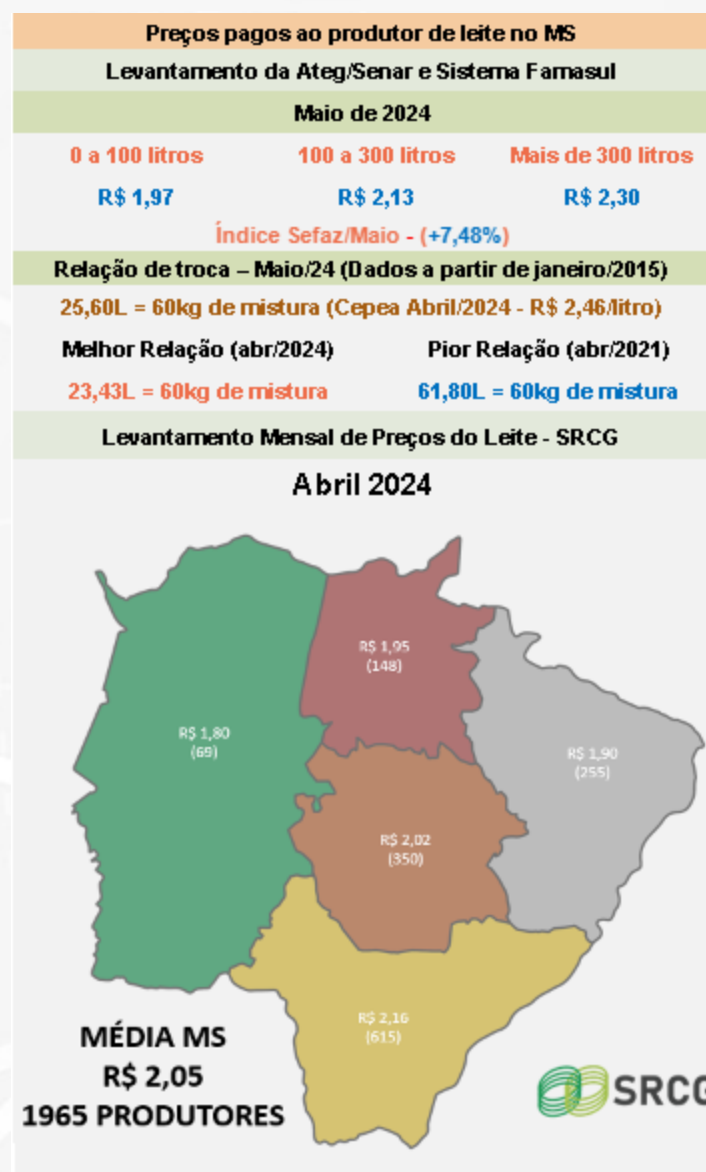 Preços pagos ao produtor de leite no MS
Levantamento da Ateg/Senar e Sistema Famasul
Maio de 2024
0 a 100 litros 100 a 300 litros Mais de 300 litros
R$ 1,97 R$ 2,13 R$ 2,30
Índice Sefaz/Maio - (+7,48%)
Relação de troca – Maio/24 (Dados a partir de janeiro/2015)
25,60L = 60kg de mistura (Cepea Abril/2024 - R$ 2,46/litro)
Melhor Relação (abr/2024) Pior Relação (abr/2021)
23,43L = 60kg de mistura 61,80L = 60kg de mistura
Levantamento Mensal de Preços do Leite - SRCG
Abril 2024
R$ 1,95
(148)
R$ 1,80
(69)
R$ 1,90
(255)
R$ 2,02
(350)
R$ 2,16
(615)
MÉDIA MS
R$ 2,05
1965 PRODUTORES
SRCG